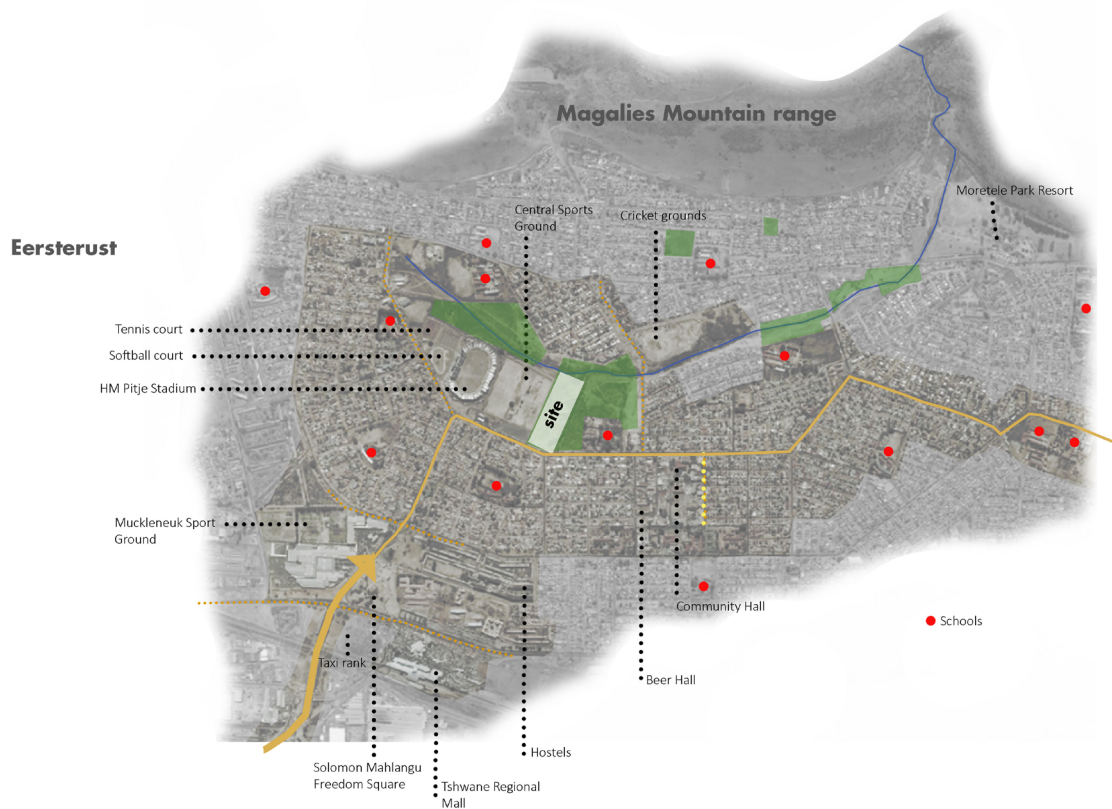 Magalies Mountain range
Moretele Park Resort
Central Sports
Ground
Cricket grounds
Eersterust
Tennis court
Softball court
HM Pitje Stadium
site
Muckleneuk Sport
Ground
Community Hall
Schools
Taxi rank
Beer Hall
Hostels
Solomon Mahlangu
Freedom Square
Tshwane Regional
Mall